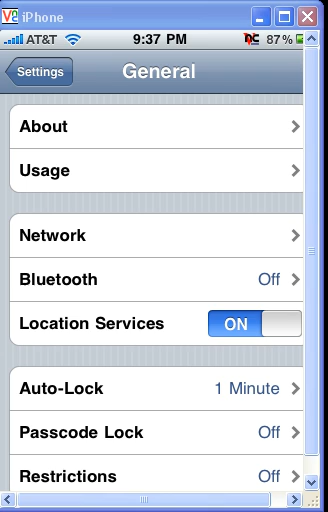 V2 iPhone
AT&T 9:37 PM 87%
Settings General
About
Usage
Network
Bluetooth Off
Location Services ON
Auto-Lock 1 Minute
Passcode Lock Off
Restrictions Off